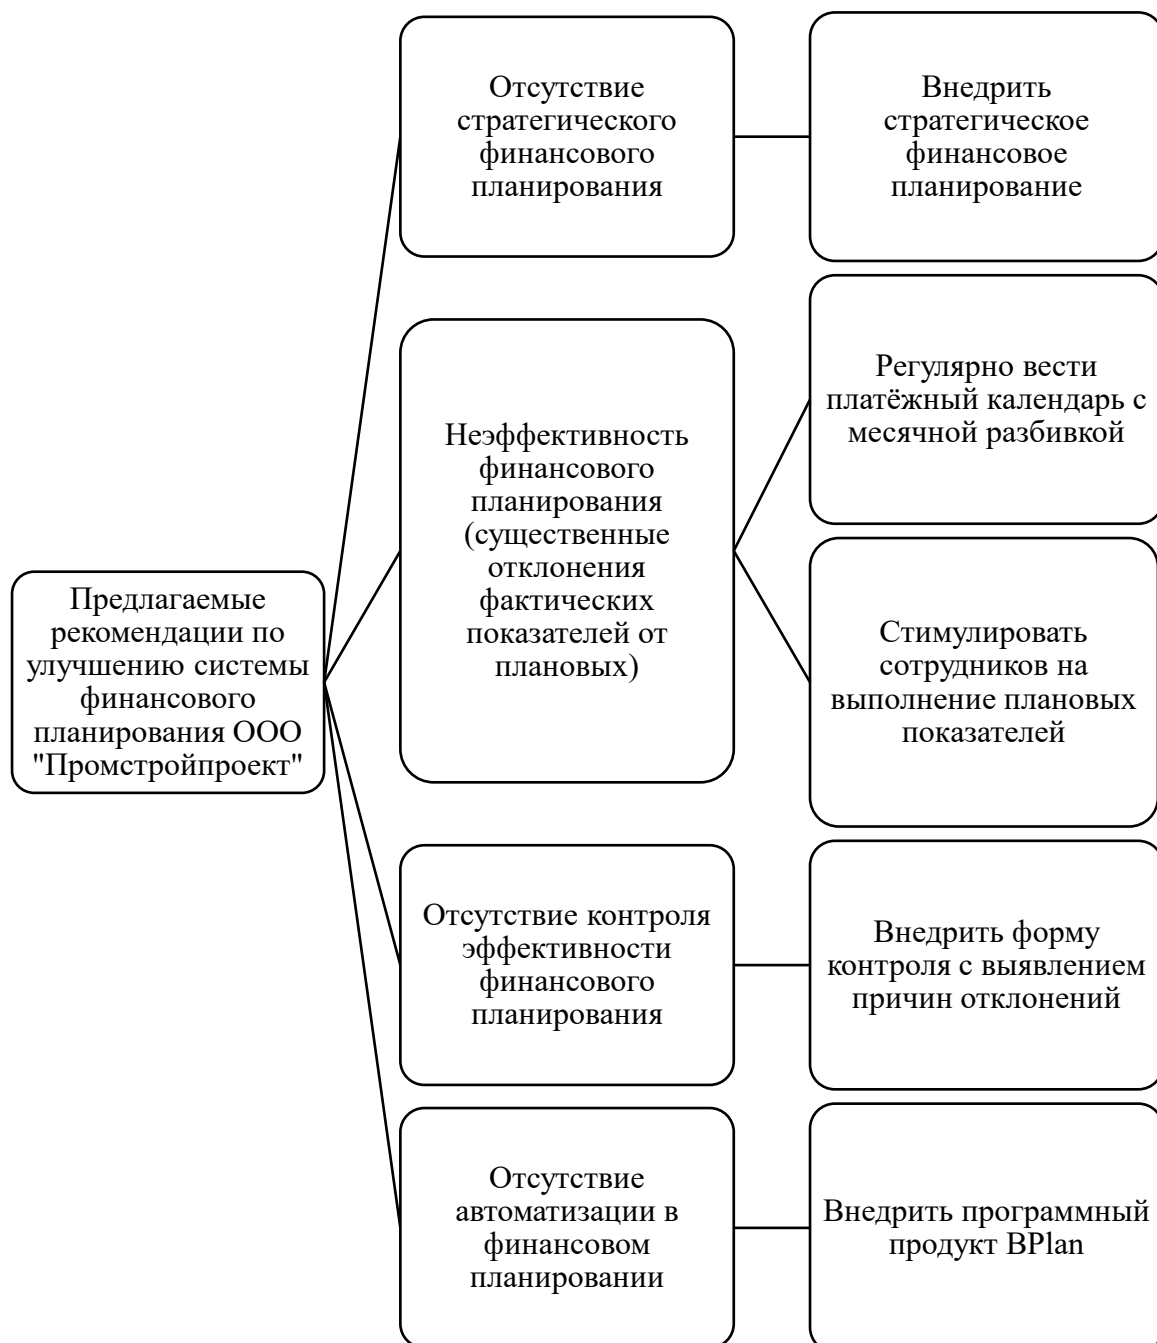 Предлагаемые
рекомендации по
улучшению системы
финансового
планирования ООО
"Промстройпроект"
Отсутствие
стратегического
финансового
планирования
Внедрить
стратегическое
финансовое
планирование
Неэффективность
финансового
планирования
(существенные
отклонения
фактических
показателей от
плановых)
Регулярно вести
платёжный календарь с
месячной разбивкой
Стимулировать
сотрудников на
выполнение плановых
показателей
Отсутствие контроля
эффективности
финансового
планирования
Внедрить форму
контроля с выявлением
причин отклонений
Отсутствие
автоматизации в
финансовом
планировании
Внедрить программный
продукт BPlan